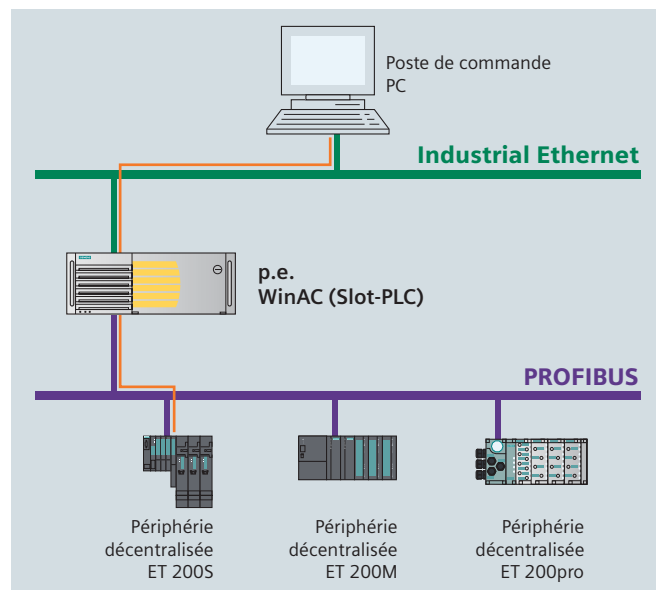 Poste de commande
PC
Industrial Ethernet
p.e.
WinAC (Slot-PLC)
PROFIBUS
Périphérie
décentralisée
ET 200S
Périphérie
décentralisée
ET 200M
Périphérie
décentralisée
ET 200pro